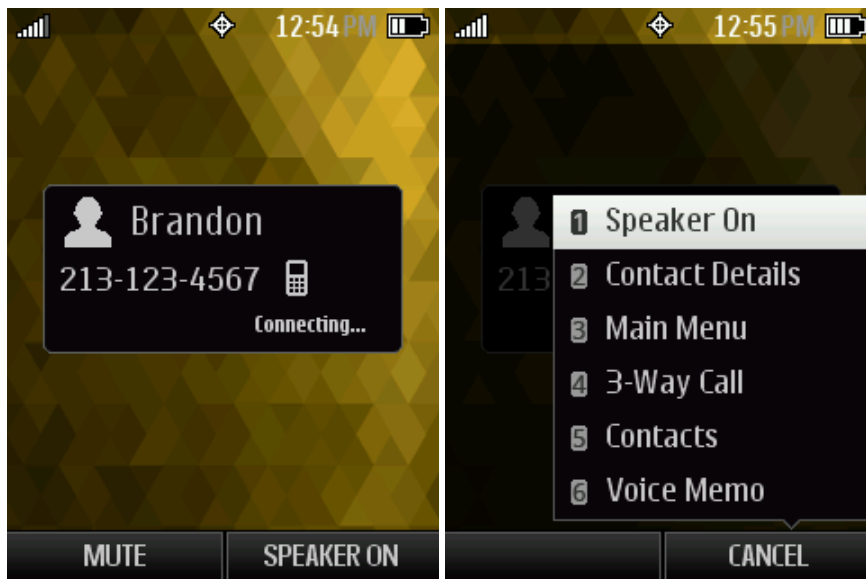 12:54 PM
Brandon
213-123-4567
Connecting...
MUTE
SPEAKER ON
12:55 PM
213
1 Speaker On
2 Contact Details
3 Main Menu
4 3-Way Call
5 Contacts
6 Voice Memo
CANCEL